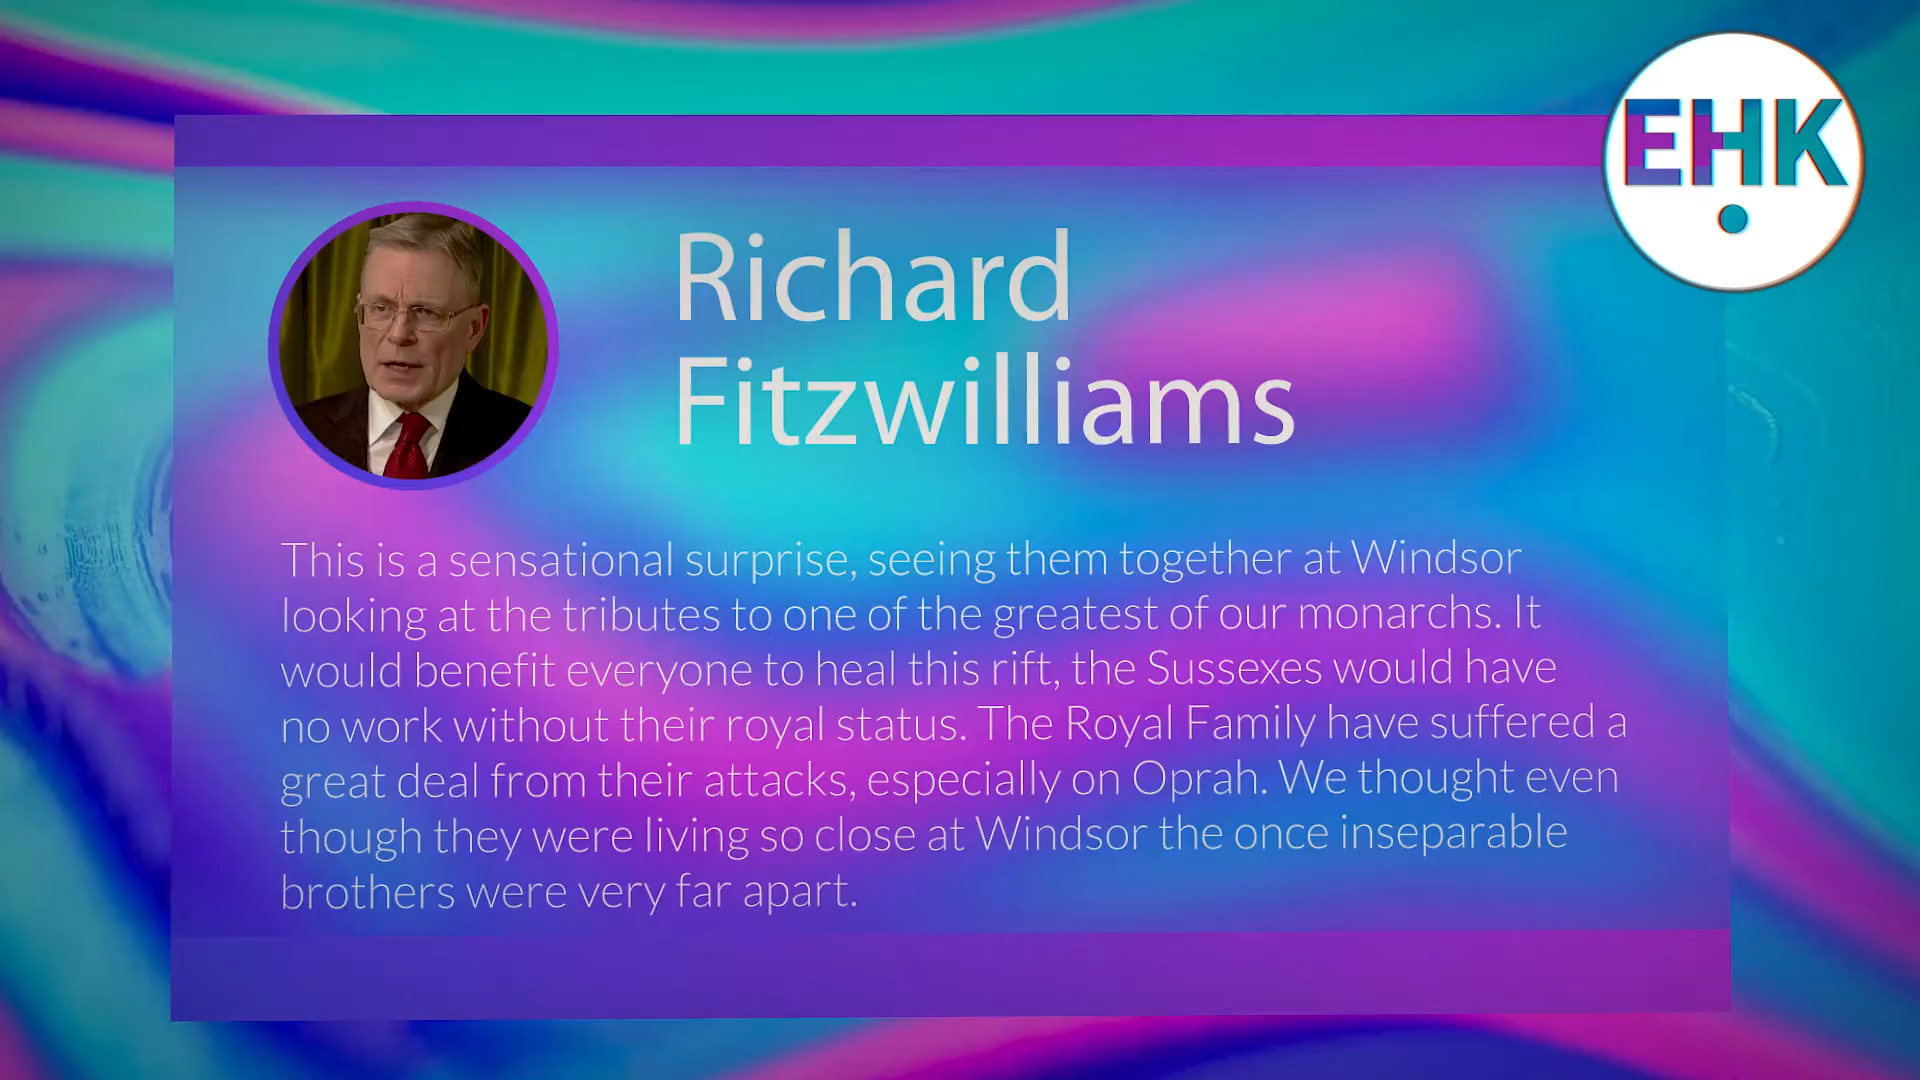 EHK
Richard
Fitzwilliams
This is a sensational surprise, seeing them together at Windsor
looking at the tributes to one of the greatest of our monarchs. It
would benefit everyone to heal this rift, the Sussexes would have
no work without their royal status. The Royal Family have suffered a
great deal from their attacks, especially on Oprah. We thought even
though they were living so close at Windsor the once inseparable
brothers were very far apart.